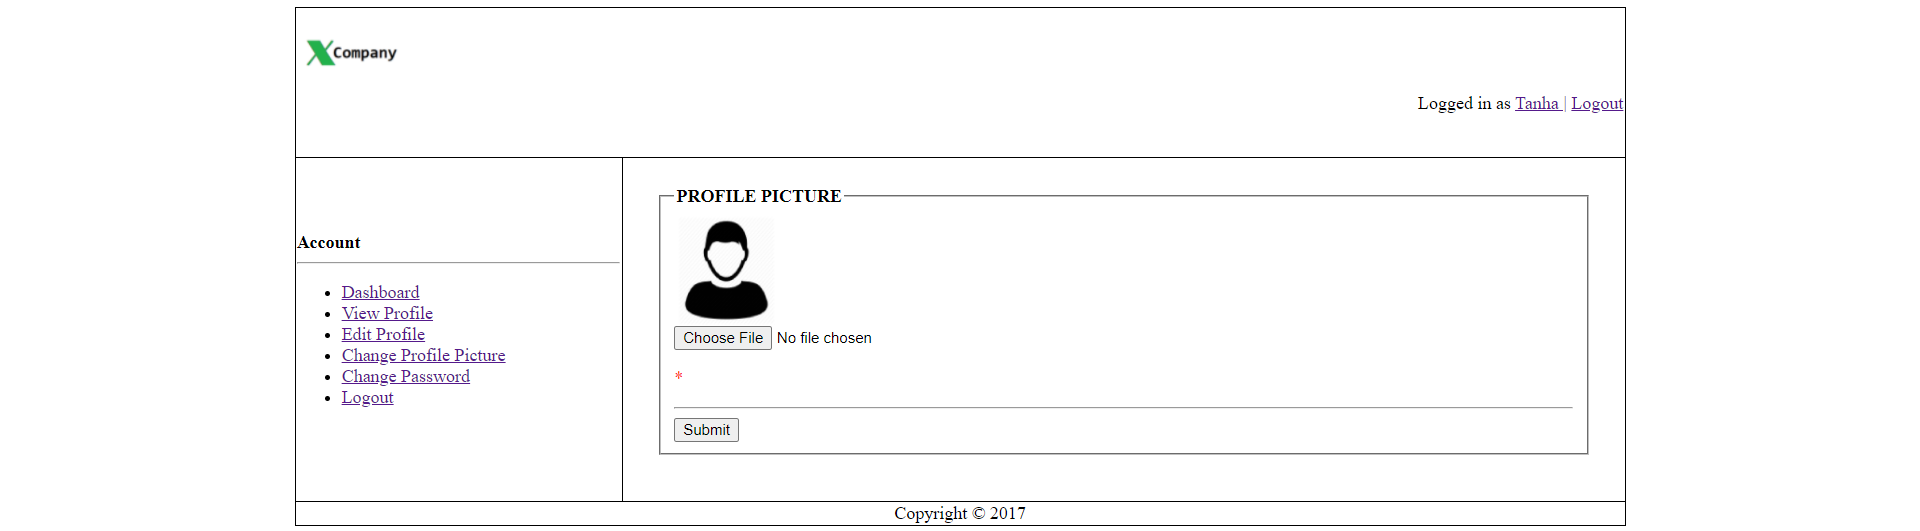 XCompany
Logged in as Tanha | Logout
Account
Dashboard
View Profile
Edit Profile
Change Profile Picture
Change Password
Logout
PROFILE PICTURE
Choose File No file chosen
*
Submit
Copyright © 2017